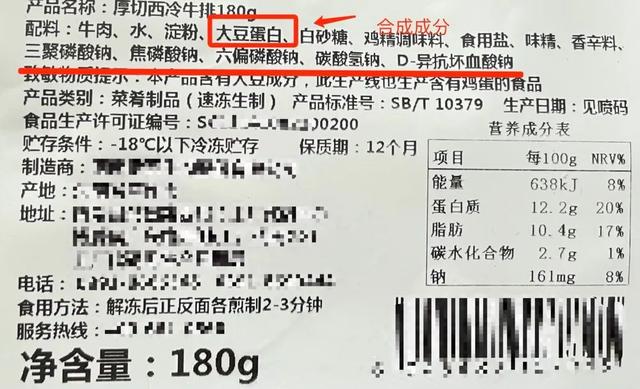 产品名称：厚切西冷牛排180g
合成成分
配料：牛肉、水、淀粉、大豆蛋白、白砂糖、鸡精调味料、食用盐、味精、香辛料、
三聚磷酸钠、焦磷酸钠、六偏磷酸钠、碳酸氢钠、D-异抗坏血酸钠
致敏物质提示：本产品含有大豆成分，此生产线也生产含有鸡蛋的食品
产品类别：菜肴制品（速冻生制） 产品标准号：SB/T 10379 生产日期：见喷码
食品生产许可证编号：SC 00200
贮存条件：-18℃以下冷冻贮存 保质期：12个月
制造商：
产地：
地址：
电话：
食用方法：解冻后正反面各煎制2-3分钟
服务热线：
净含量：180g
营养成分表
项目 每100g NRV%
能量 638kJ 8%
蛋白质 12.2g 20%
脂肪 10.4g 17%
碳水化合物 2.7g 1%
钠 161mg 8%